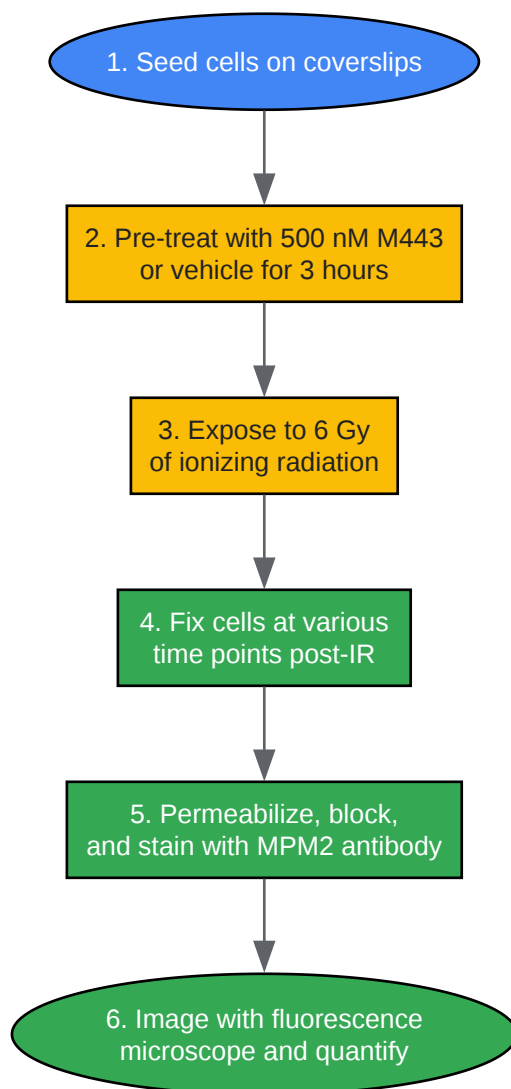 1. Seed cells on coverslips
2. Pre-treat with 500 nM M443
or vehicle for 3 hours
3. Expose to 6 Gy
of ionizing radiation
4. Fix cells at various
time points post-IR
5. Permeabilize, block,
and stain with MPM2 antibody
6. Image with fluorescence
microscope and quantify